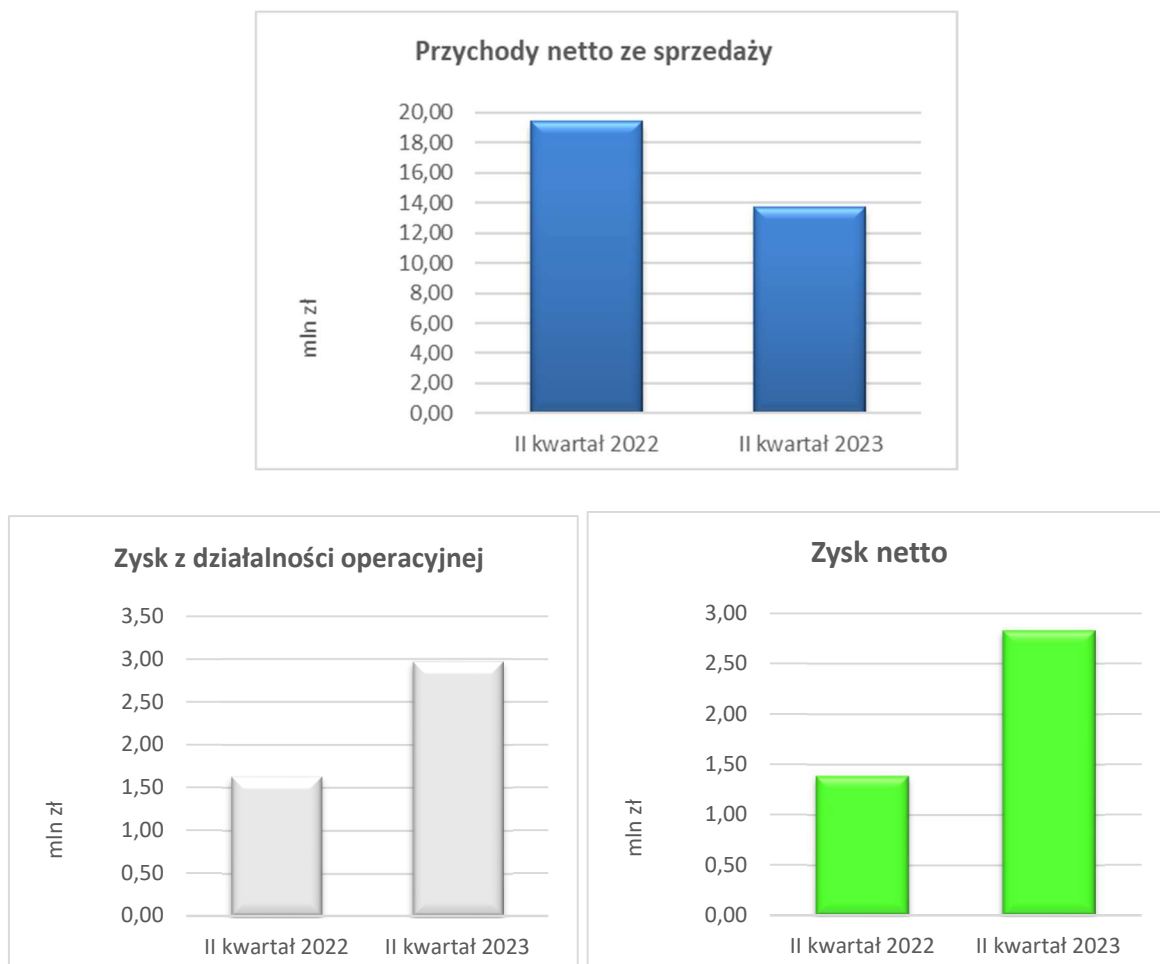 Przychody netto ze sprzedaży
20,00
18,00
16,00
14,00
12,00
10,00
8,00
6,00
4,00
2,00
0,00
mln zł
II kwartał 2022 II kwartał 2023
Zysk z działalności operacyjnej
3,50
3,00
2,50
2,00
1,50
1,00
0,50
0,00
mln zł
II kwartał 2022 II kwartał 2023
Zysk netto
3,00
2,50
2,00
1,50
1,00
0,50
0,00
mln zł
II kwartał 2022 II kwartał 2023